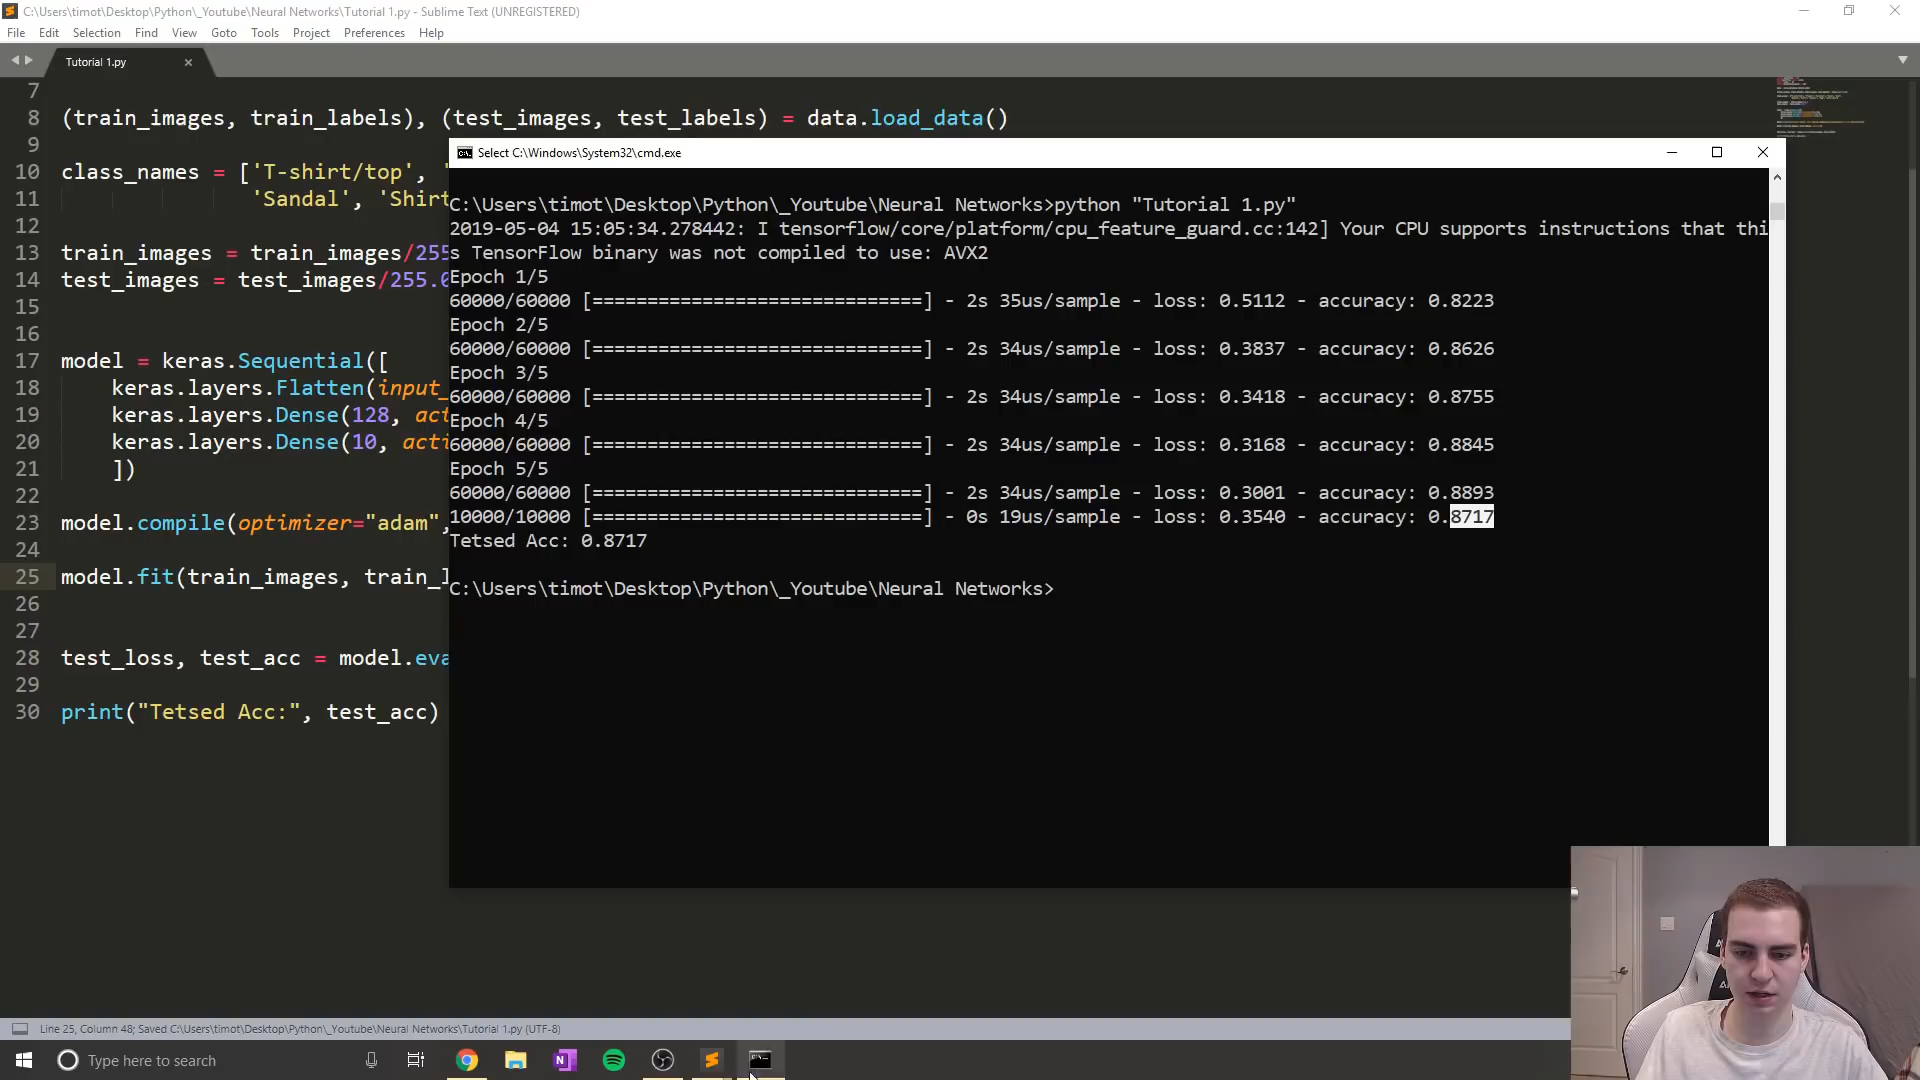 C:\Users\timot\Desktop\Python\_Youtube\Neural Networks\Tutorial 1.py - Sublime Text (UNREGISTERED)
File Edit Selection Find View Goto Tools Project Preferences Help
Tutorial 1.py
7
8 (train_images, train_labels), (test_images, test_labels) = data.load_data()
9
10 class_names = ['T-shirt/top', '
11 'Sandal', 'Shirt
12
13 train_images = train_images/255
14 test_images = test_images/255.0
15
16
17 model = keras.Sequential([
18 keras.layers.Flatten(input_
19 keras.layers.Dense(128, act
20 keras.layers.Dense(10, acti
21 ])
22
23 model.compile(optimizer="adam",
24
25 model.fit(train_images, train_l
26
27
28 test_loss, test_acc = model.eva
29
30 print("Tetsed Acc:", test_acc)
Select C:\Windows\System32\cmd.exe
C:\Users\timot\Desktop\Python\_Youtube\Neural Networks>python "Tutorial 1.py"
2019-05-04 15:05:34.278442: I tensorflow/core/platform/cpu_feature_guard.cc:142] Your CPU supports instructions that thi
s TensorFlow binary was not compiled to use: AVX2
Epoch 1/5
60000/60000 [==============================] - 2s 35us/sample - loss: 0.5112 - accuracy: 0.8223
Epoch 2/5
60000/60000 [==============================] - 2s 34us/sample - loss: 0.3837 - accuracy: 0.8626
Epoch 3/5
60000/60000 [==============================] - 2s 34us/sample - loss: 0.3418 - accuracy: 0.8755
Epoch 4/5
60000/60000 [==============================] - 2s 34us/sample - loss: 0.3168 - accuracy: 0.8845
Epoch 5/5
60000/60000 [==============================] - 2s 34us/sample - loss: 0.3001 - accuracy: 0.8893
10000/10000 [==============================] - 0s 19us/sample - loss: 0.3540 - accuracy: 0.8717
Tetsed Acc: 0.8717
C:\Users\timot\Desktop\Python\_Youtube\Neural Networks>
Line 25, Column 48; Saved C:\Users\timot\Desktop\Python\_Youtube\Neural Networks\Tutorial 1.py (UTF-8)
Type here to search